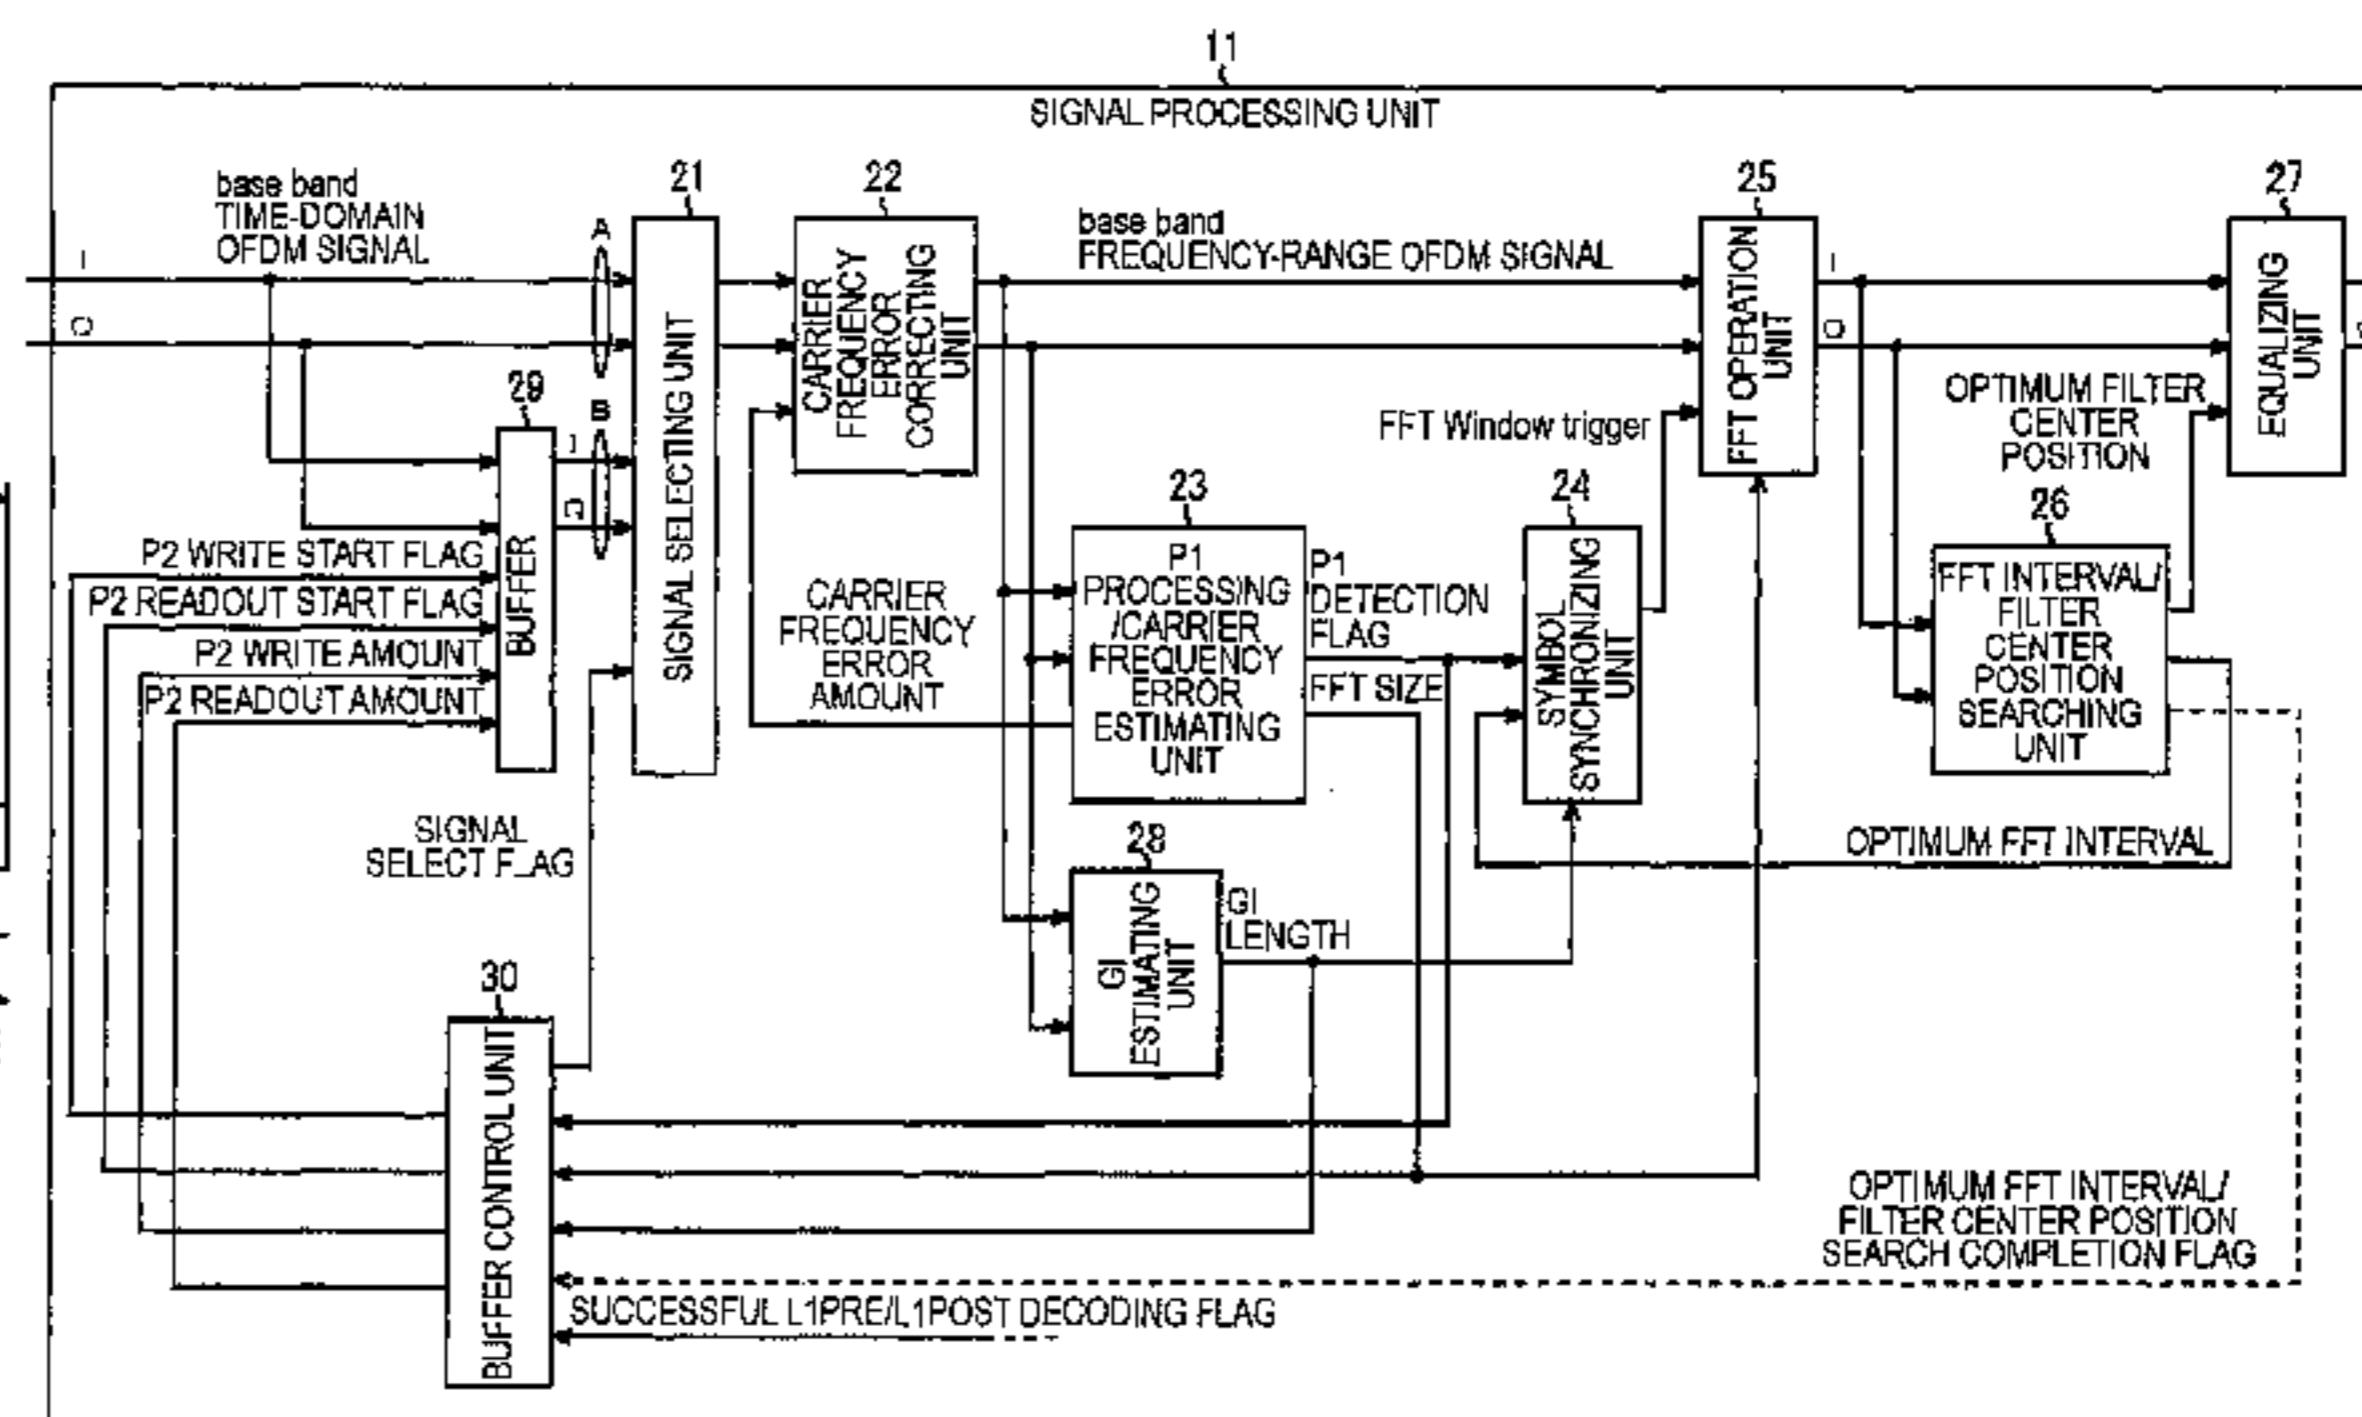 11
SIGNAL PROCESSING UNIT
base band
TIME-DOMAIN
OFDM SIGNAL
I
Q
A
B
21
SIGNAL SELECTING UNIT
22
CARRIER
FREQUENCY
ERROR
CORRECTING
UNIT
base band
FREQUENCY-RANGE OFDM SIGNAL
25
FFT OPERATION
UNIT
I
Q
27
EQUALIZING
UNIT
29
BUFFER
I
Q
P2 WRITE START FLAG
P2 READOUT START FLAG
P2 WRITE AMOUNT
P2 READOUT AMOUNT
CARRIER
FREQUENCY
ERROR
AMOUNT
23
P1
PROCESSING
/CARRIER
FREQUENCY
ERROR
ESTIMATING
UNIT
P1
DETECTION
FLAG
FFT SIZE
FFT Window trigger
24
SYMBOL
SYNCHRONIZING
UNIT
OPTIMUM FILTER
CENTER
POSITION
26
FFT INTERVAL/
FILTER
CENTER
POSITION
SEARCHING
UNIT
OPTIMUM FFT INTERVAL
SIGNAL
SELECT FLAG
28
GI
ESTIMATING
UNIT
GI
LENGTH
30
BUFFER CONTROL UNIT
OPTIMUM FFT INTERVAL/
FILTER CENTER POSITION
SEARCH COMPLETION FLAG
SUCCESSFUL L1PRE/L1POST DECODING FLAG